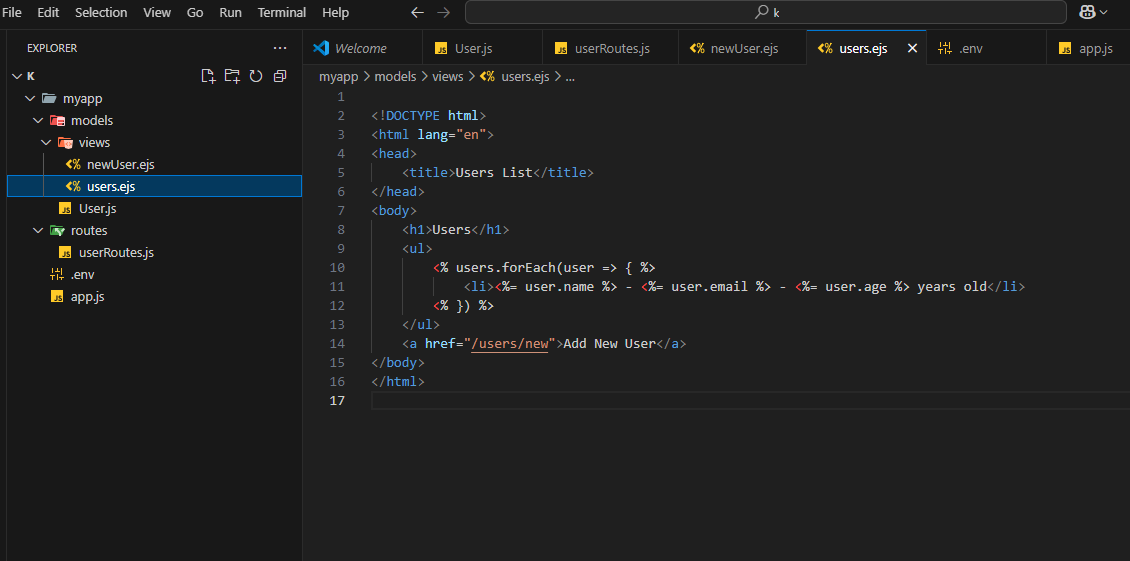 File Edit Selection View Go Run Terminal Help
k
EXPLORER
K
myapp
models
views
newUser.ejs
users.ejs
User.js
routes
userRoutes.js
.env
app.js
Welcome
User.js
userRoutes.js
newUser.ejs
users.ejs
.env
app.js
myapp > models > views > users.ejs > ...
1
2 <!DOCTYPE html>
3 <html lang="en">
4 <head>
5 <title>Users List</title>
6 </head>
7 <body>
8 <h1>Users</h1>
9 <ul>
10 <% users.forEach(user => { %>
11 <li><%= user.name %> - <%= user.email %> - <%= user.age %> years old</li>
12 <% }) %>
13 </ul>
14 <a href="/users/new">Add New User</a>
15 </body>
16 </html>
17